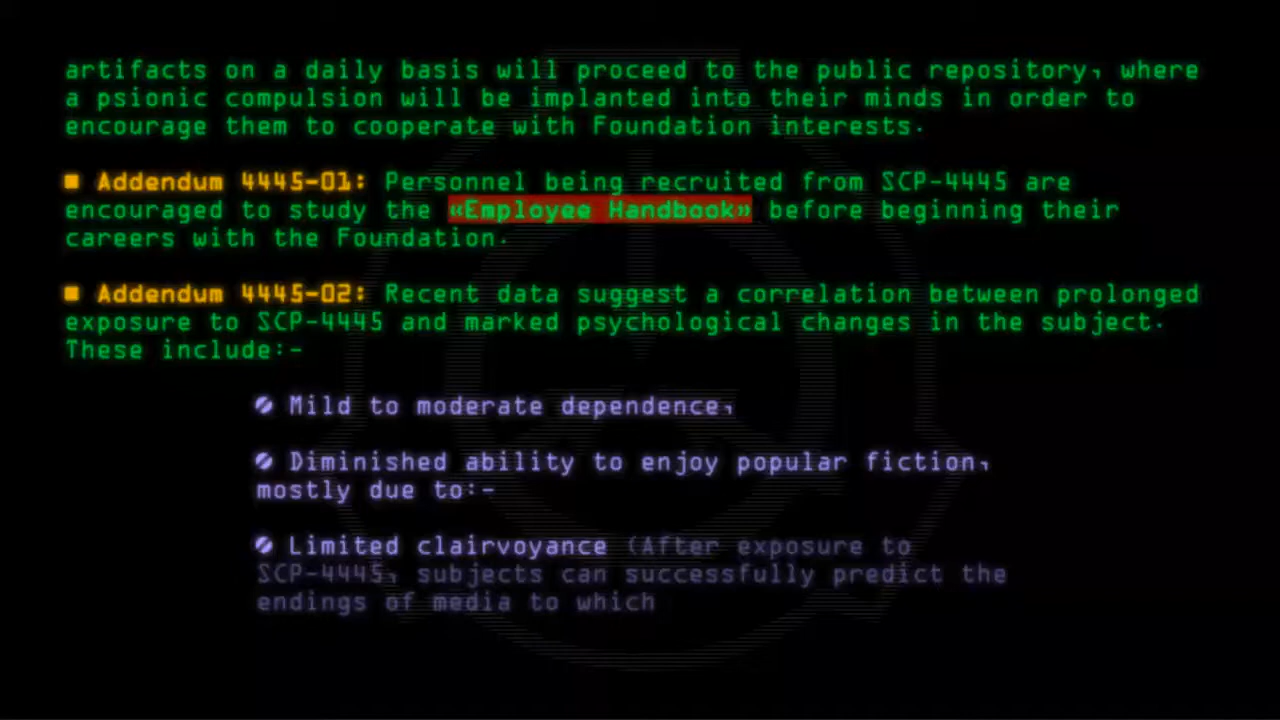 artifacts on a daily basis will proceed to the public repository, where
a psionic compulsion will be implanted into their minds in order to
encourage them to cooperate with Foundation interests.
■ Addendum 4445-01: Personnel being recruited from SCP-4445 are
encouraged to study the «Employee Handbook» before beginning their
careers with the Foundation.
■ Addendum 4445-02: Recent data suggest a correlation between prolonged
exposure to SCP-4445 and marked psychological changes in the subject.
These include:-
Mild to moderate dependence,
Diminished ability to enjoy popular fiction,
mostly due to:-
Limited clairvoyance (After exposure to
SCP-4445, subjects can successfully predict the
endings of media to which